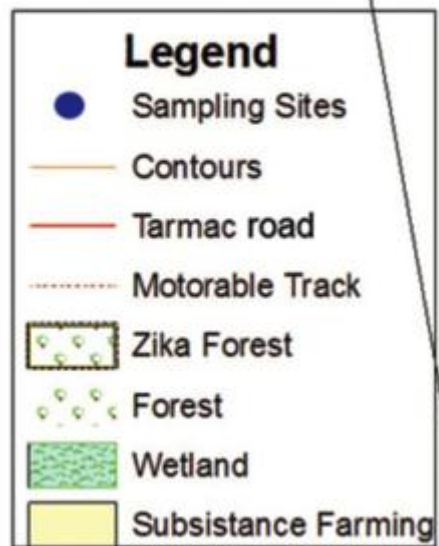 Legend
Sampling Sites
Contours
Tarmac road
Motorable Track
Zika Forest
Forest
Wetland
Subsistance Farming